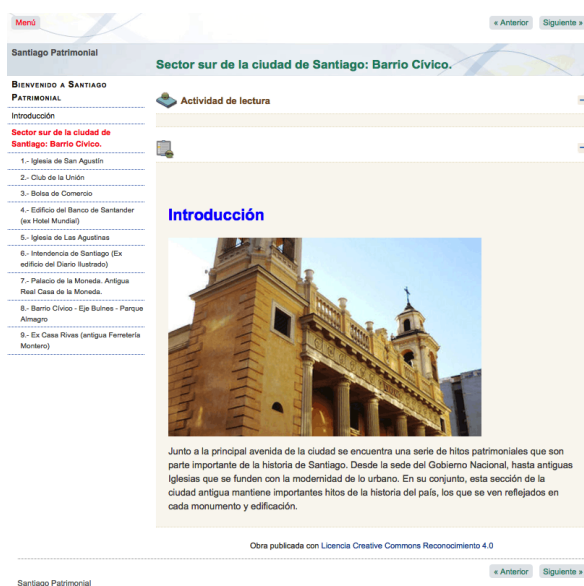 Menú
« Anterior Siguiente »
Santiago Patrimonial
BIENVENIDO A SANTIAGO
PATRIMONIAL
Introducción
Sector sur de la ciudad de
Santiago: Barrio Cívico.
1.- Iglesia de San Agustín
2.- Club de la Unión
3.- Bolsa de Comercio
4.- Edificio del Banco de Santander
(ex Hotel Mundial)
5.- Iglesia de Las Agustinas
6.- Intendencia de Santiago (Ex
edificio del Diario Ilustrado)
7.- Palacio de la Moneda. Antigua
Real Casa de la Moneda.
8.- Barrio Cívico - Eje Bulnes - Parque
Almagro
9.- Ex Casa Rivas (antigua Ferretería
Montero)
Sector sur de la ciudad de Santiago: Barrio Cívico.
Actividad de lectura
Introducción
Junto a la principal avenida de la ciudad se encuentra una serie de hitos patrimoniales que son
parte importante de la historia de Santiago. Desde la sede del Gobierno Nacional, hasta antiguas
Iglesias que se funden con la modernidad de lo urbano. En su conjunto, esta sección de la
ciudad antigua mantiene importantes hitos de la historia del país, los que se ven reflejados en
cada monumento y edificación.
Obra publicada con Licencia Creative Commons Reconocimiento 4.0
« Anterior Siguiente »
Santiago Patrimonial